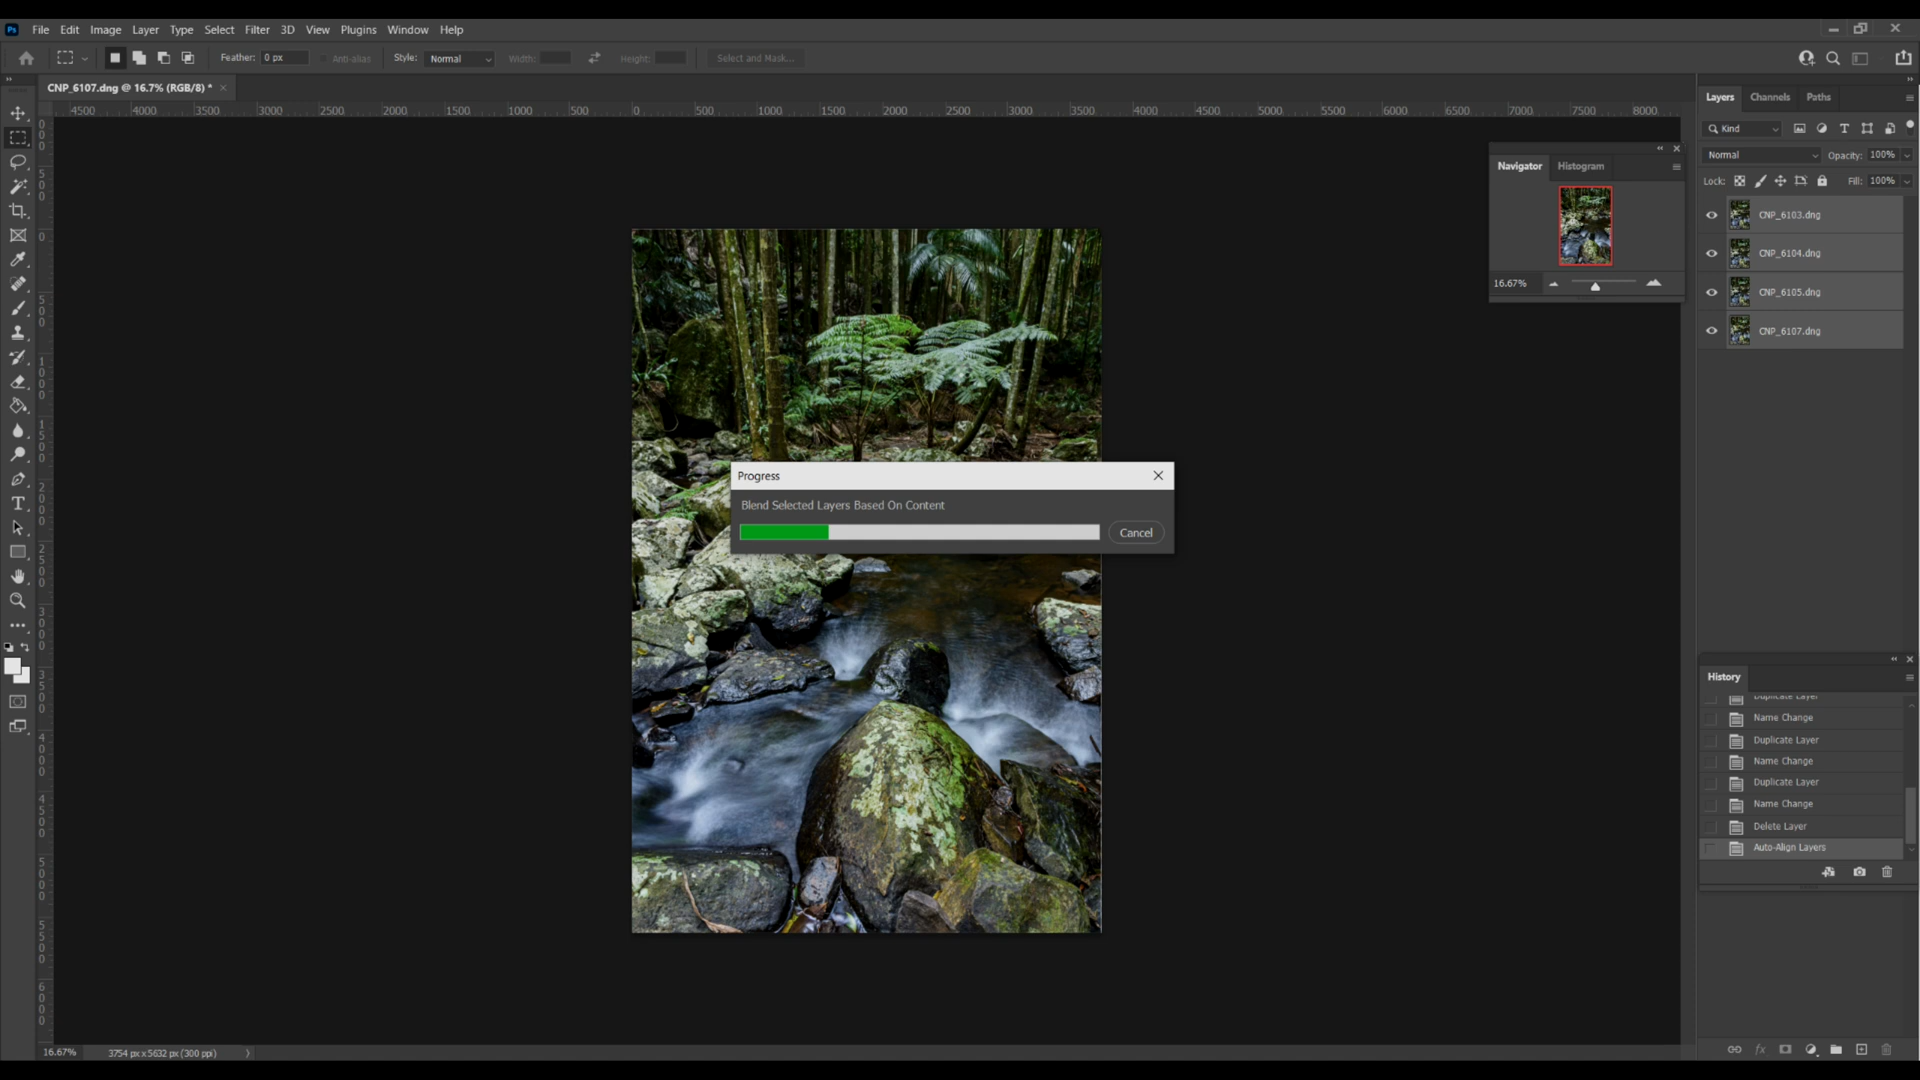 Ps File Edit Image Layer Type Select Filter 3D View Plugins Window Help
Feather: 0 px Anti-alias Style: Normal Width: Height: Select and Mask...
CNP_6107.dng @ 16.7% (RGB/8) *
4500 4000 3500 3000 2500 2000 1500 1000 500 0 500 1000 1500 2000 2500 3000 3500 4000 4500 5000 5500 6000 6500 7000 7500 8000
Layers Channels Paths
Kind
Normal Opacity: 100%
Lock: Fill: 100%
CNP_6103.dng
CNP_6104.dng
CNP_6105.dng
CNP_6107.dng
Navigator Histogram
16.67%
Progress
Blend Selected Layers Based On Content
Cancel
History
Duplicate Layer
Name Change
Duplicate Layer
Name Change
Duplicate Layer
Name Change
Delete Layer
Auto-Align Layers
fx
16.67% 3754 px x 5632 px (300 ppi)